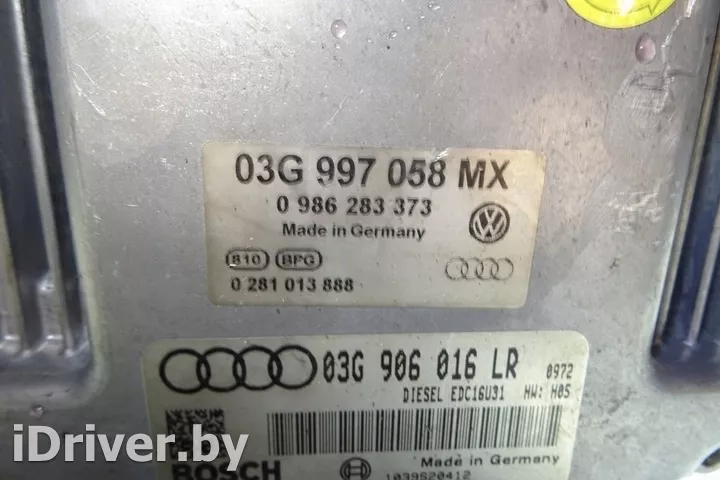 03G 997 058 MX
0 986 283 373
Made in Germany
810 BPG
0 281 013 888
03G 906 016 LR 0972
DIESEL EDC16U31 HW: H05
BOSCH
Made in Germany
1039S20412
iDriver.by